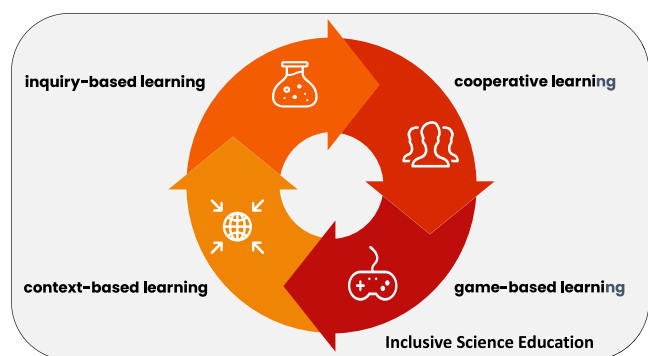 inquiry-based learning
cooperative learning
context-based learning
game-based learning
Inclusive Science Education